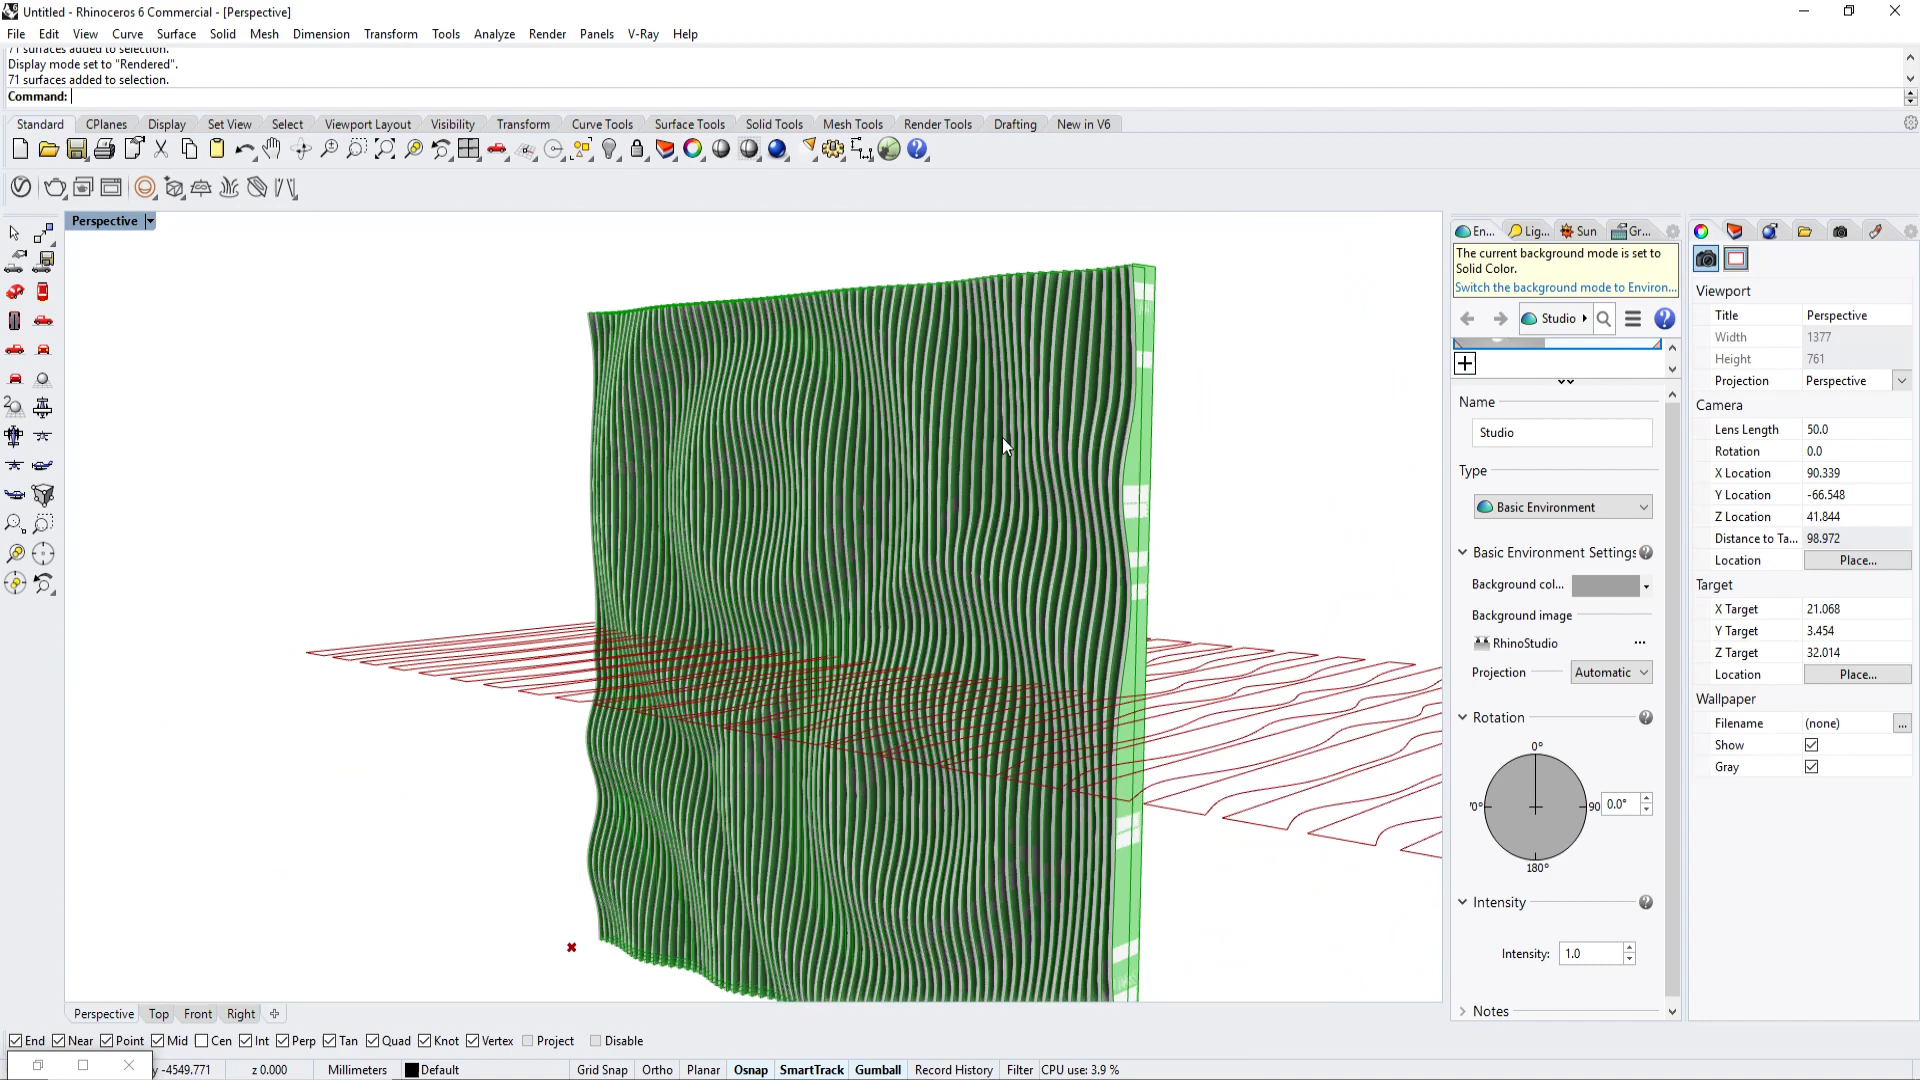 Untitled - Rhinoceros 6 Commercial - [Perspective]
File Edit View Curve Surface Solid Mesh Dimension Transform Tools Analyze Render Panels V-Ray Help
71 surfaces added to selection.
Display mode set to "Rendered".
71 surfaces added to selection.
Command:
Standard CPlanes Display Set View Select Viewport Layout Visibility Transform Curve Tools Surface Tools Solid Tools Mesh Tools Render Tools Drafting New in V6
Perspective
En... Lig... Sun Gr...
The current background mode is set to
Solid Color.
Switch the background mode to Environ...
Studio
Name
Studio
Type
Basic Environment
Basic Environment Settings
Background col...
Background image
RhinoStudio ...
Projection Automatic
Rotation
0°
'0° 90 0.0°
180°
Intensity
Intensity: 1.0
Notes
Viewport
Title Perspective
Width 1377
Height 761
Projection Perspective
Camera
Lens Length 50.0
Rotation 0.0
X Location 90.339
Y Location -66.548
Z Location 41.844
Distance to Ta... 98.972
Location Place...
Target
X Target 21.068
Y Target 3.454
Z Target 32.014
Location Place...
Wallpaper
Filename (none) ...
Show
Gray
Perspective Top Front Right
End Near Point Mid Cen Int Perp Tan Quad Knot Vertex Project Disable
y -4549.771 z 0.000 Millimeters Default Grid Snap Ortho Planar Osnap SmartTrack Gumball Record History Filter CPU use: 3.9 %